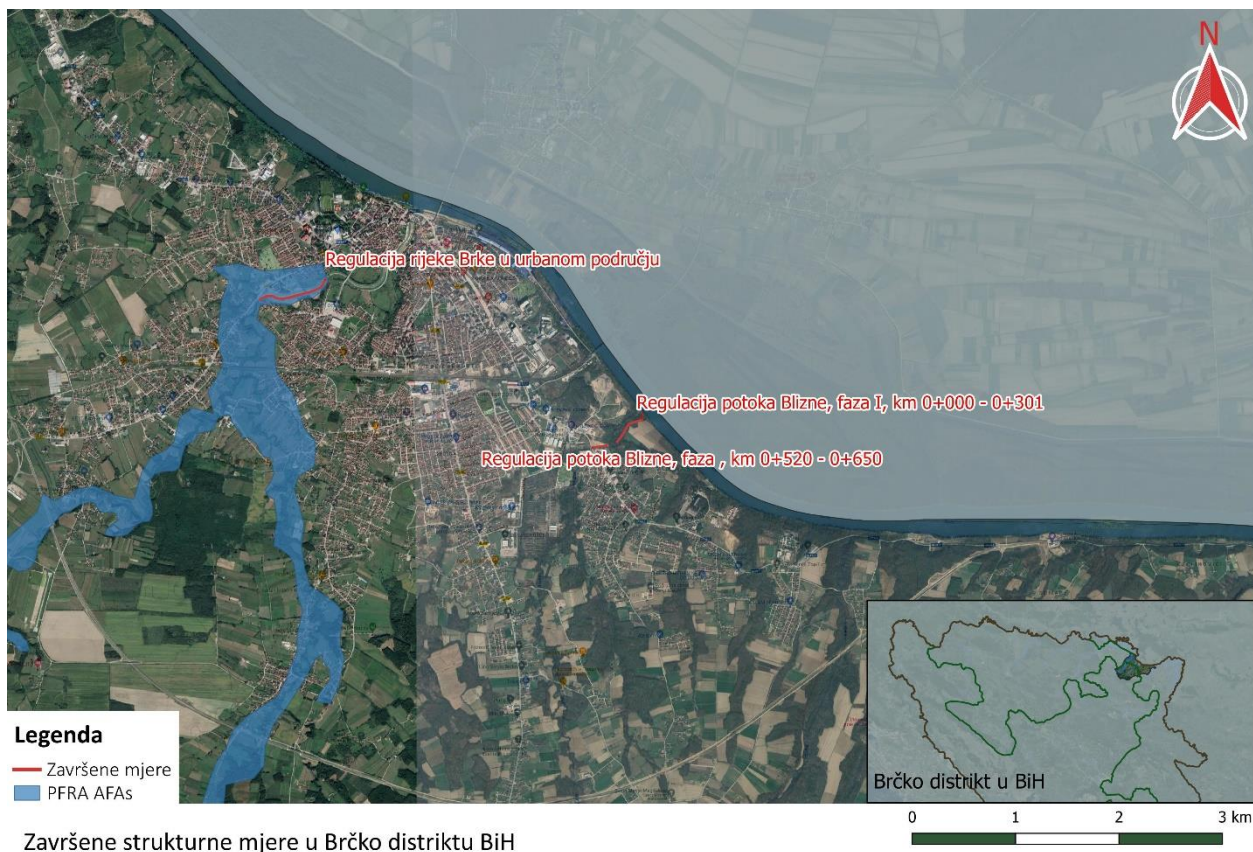 N
Regulacija rijeke Brke u urbanom području
Regulacija potoka Blizne, faza I, km 0+000 - 0+301
Regulacija potoka Blizne, faza , km 0+520 - 0+650
Legenda
Završene mjere
PFRA AFAs
Brčko distrikt u BiH
0 1 2 3 km
Završene strukturne mjere u Brčko distriktu BiH